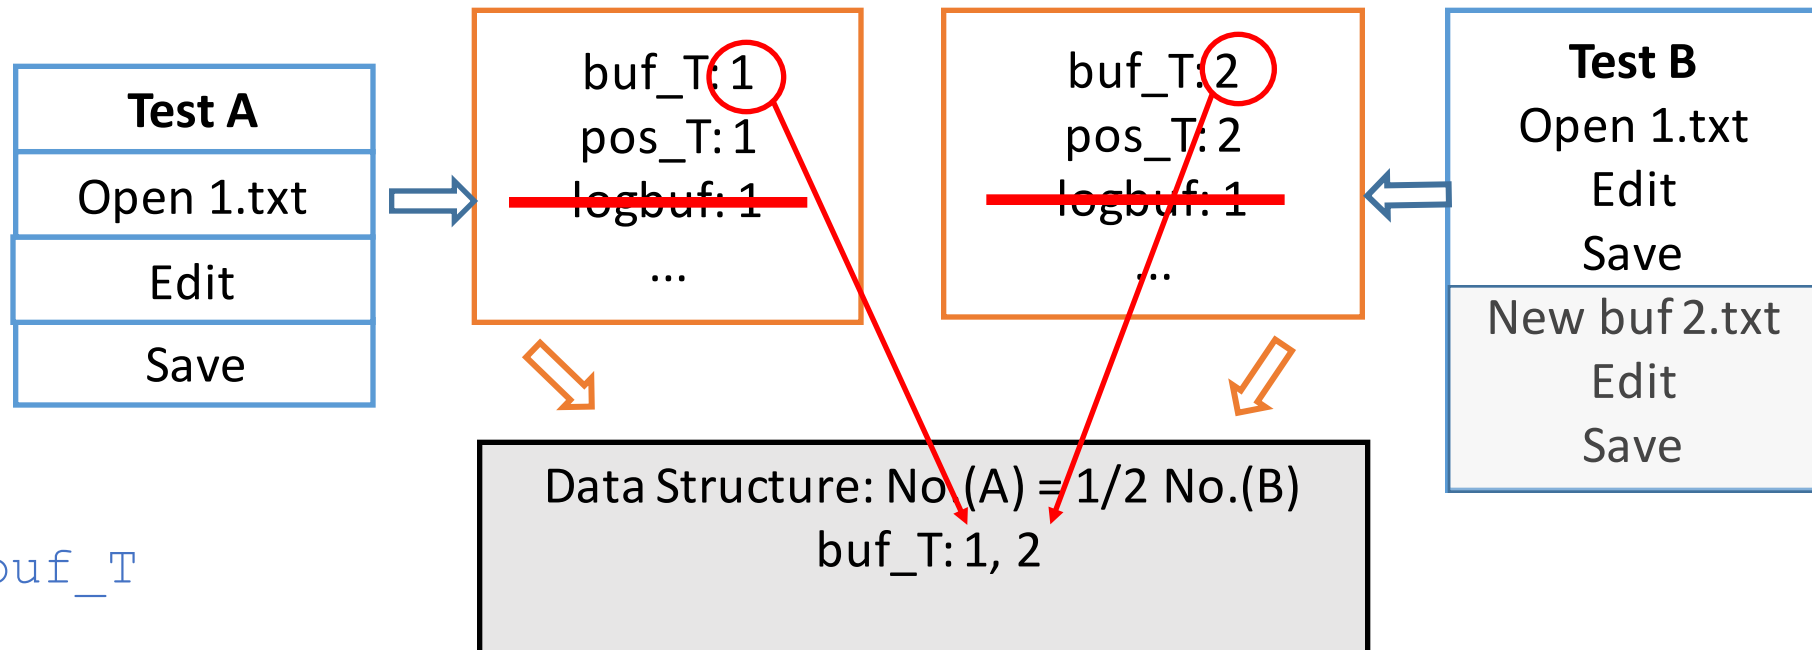 Test A
Open 1.txt
Edit
Save
buf_T: 1
pos_T: 1
logbuf: 1
...
buf_T: 2
pos_T: 2
logbuf: 1
...
Test B
Open 1.txt
Edit
Save
New buf 2.txt
Edit
Save
Data Structure: No.(A) = 1/2 No.(B)
buf_T: 1, 2
buf_T